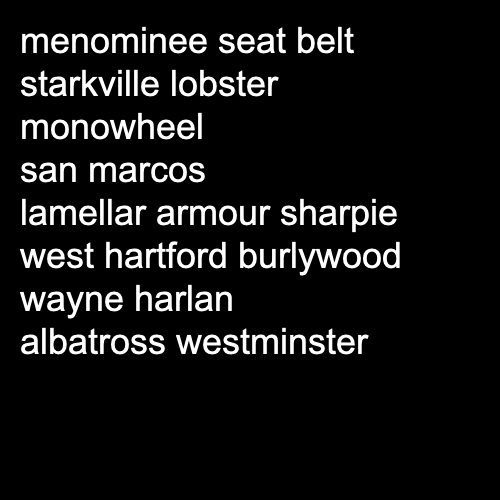 menominee seat belt
starkville lobster
monowheel
san marcos
lamellar armour sharpie
west hartford burlywood
wayne harlan
albatross westminster